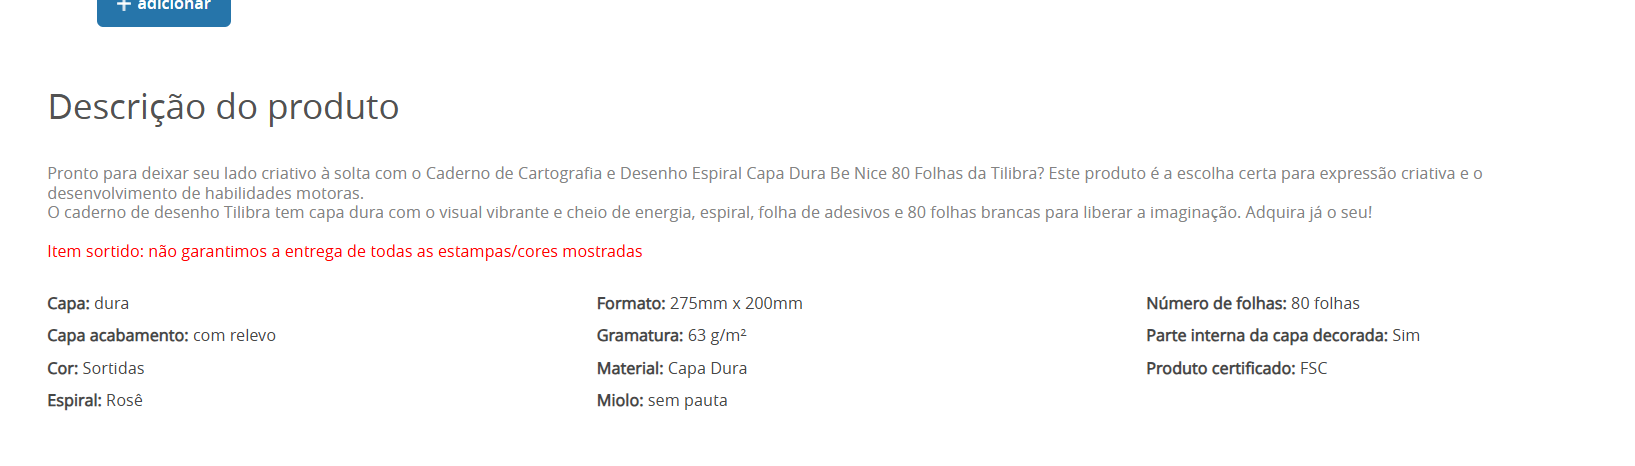 + adicionar
Descrição do produto
Pronto para deixar seu lado criativo à solta com o Caderno de Cartografia e Desenho Espiral Capa Dura Be Nice 80 Folhas da Tilibra? Este produto é a escolha certa para expressão criativa e o
desenvolvimento de habilidades motoras.
O caderno de desenho Tilibra tem capa dura com o visual vibrante e cheio de energia, espiral, folha de adesivos e 80 folhas brancas para liberar a imaginação. Adquira já o seu!
Item sortido: não garantimos a entrega de todas as estampas/cores mostradas
Capa: dura
Capa acabamento: com relevo
Cor: Sortidas
Espiral: Rosê
Formato: 275mm x 200mm
Gramatura: 63 g/m²
Material: Capa Dura
Miolo: sem pauta
Número de folhas: 80 folhas
Parte interna da capa decorada: Sim
Produto certificado: FSC